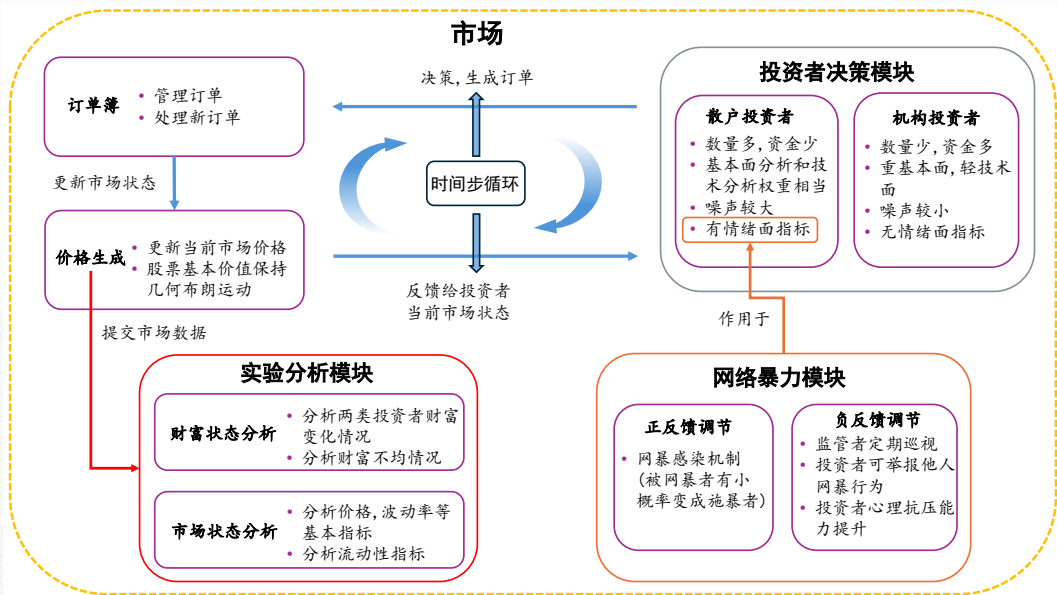 市场
决策,生成订单
订单簿
• 管理订单
• 处理新订单
更新市场状态
价格生成
• 更新当前市场价格
• 股票基本价值保持
几何布朗运动
提交市场数据
时间步循环
反馈给投资者
当前市场状态
投资者决策模块
散户投资者
• 数量多,资金少
• 基本面分析和技
术分析权重相当
• 噪声较大
• 有情绪面指标
机构投资者
• 数量少,资金多
• 重基本面,轻技术
面
• 噪声较小
• 无情绪面指标
作用于
实验分析模块
财富状态分析
• 分析两类投资者财富
变化情况
• 分析财富不均情况
市场状态分析
• 分析价格,波动率等
基本指标
• 分析流动性指标
网络暴力模块
正反馈调节
• 网暴感染机制
(被网暴者有小
概率变成施暴者)
负反馈调节
• 监管者定期巡视
• 投资者可举报他人
网暴行为
• 投资者心理抗压能
力提升